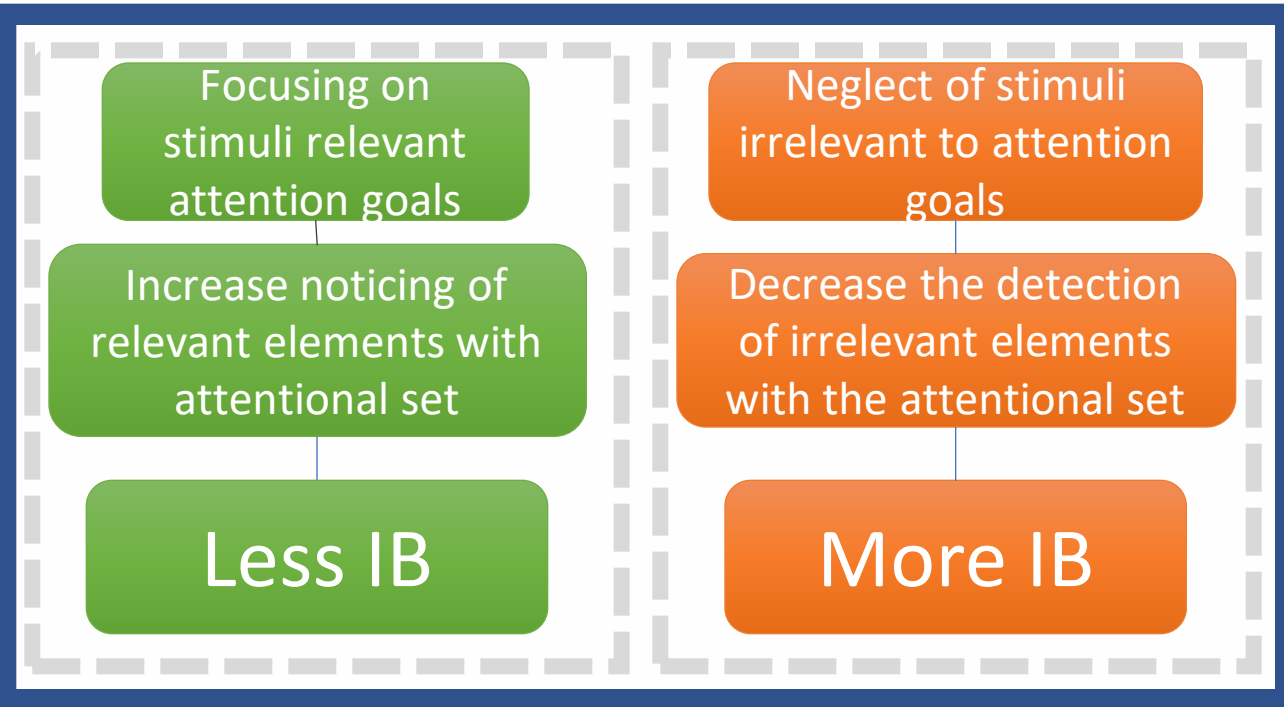 Focusing on
stimuli relevant
attention goals
Increase noticing of
relevant elements with
attentional set
Less IB
Neglect of stimuli
irrelevant to attention
goals
Decrease the detection
of irrelevant elements
with the attentional set
More IB